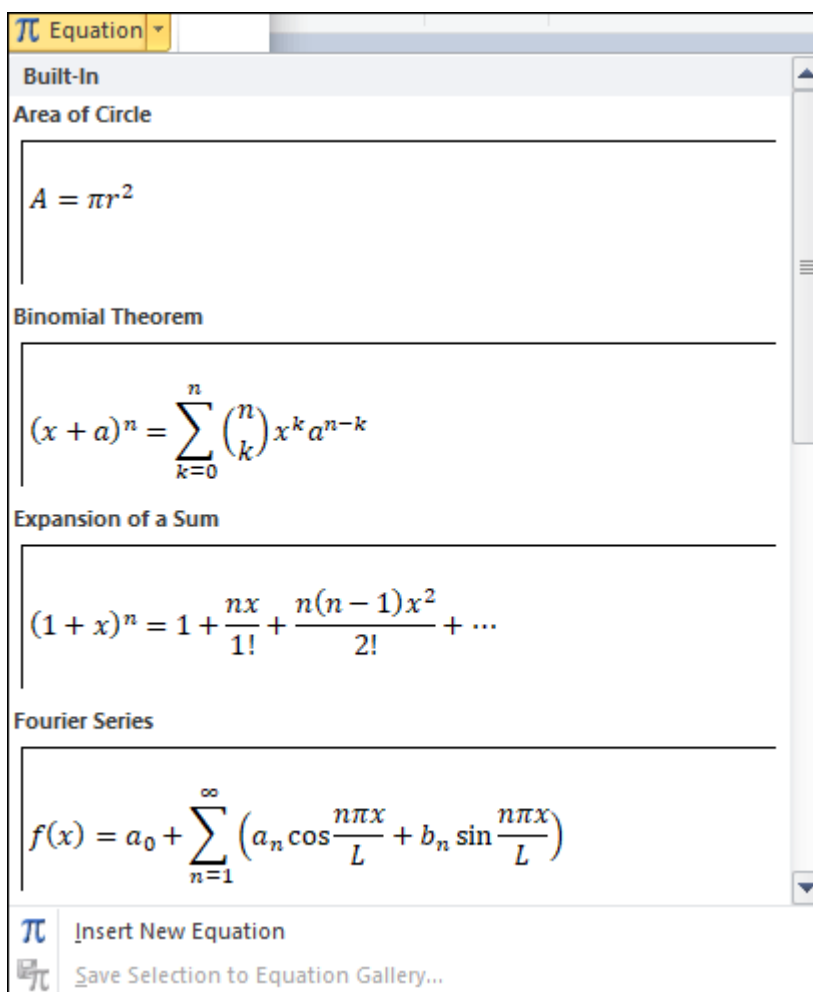 π Equation
Built-In
Area of Circle
A = πr²
Binomial Theorem
(x + a)ⁿ = ∑ₖ₌₀ⁿ (n k) xᵏaⁿ⁻ᵏ
Expansion of a Sum
(1 + x)ⁿ = 1 + nx/1! + n(n − 1)x²/2! + ⋯
Fourier Series
f(x) = a₀ + ∑ₙ₌₁^∞ (aₙ cos nπx/L + bₙ sin nπx/L)
π Insert New Equation
π Save Selection to Equation Gallery...